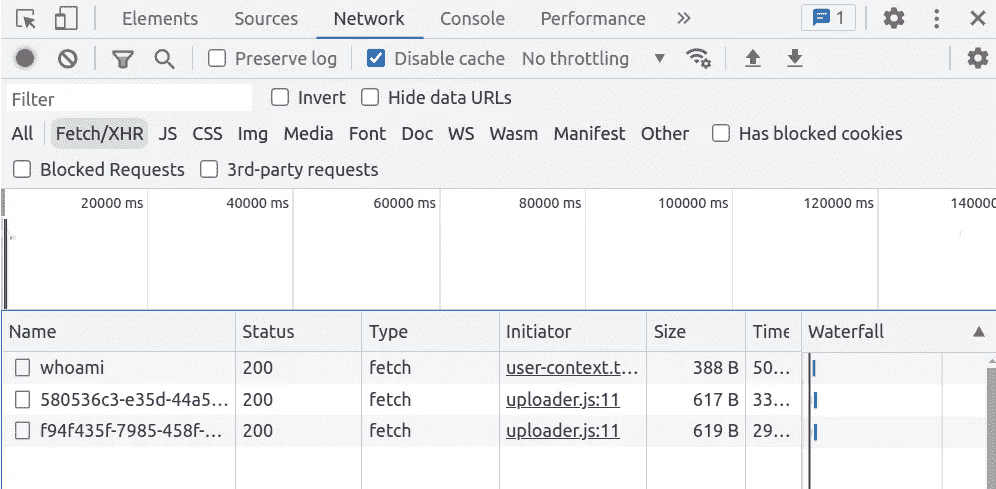 Elements Sources Network Console Performance » 1
Preserve log Disable cache No throttling
Filter Invert Hide data URLs
All Fetch/XHR JS CSS Img Media Font Doc WS Wasm Manifest Other Has blocked cookies
Blocked Requests 3rd-party requests
20000 ms 40000 ms 60000 ms 80000 ms 100000 ms 120000 ms 14000
Name Status Type Initiator Size Time Waterfall
whoami 200 fetch user-context.t... 388 B 50...
580536c3-e35d-44a5... 200 fetch uploader.js:11 617 B 33...
f94f435f-7985-458f-... 200 fetch uploader.js:11 619 B 29...